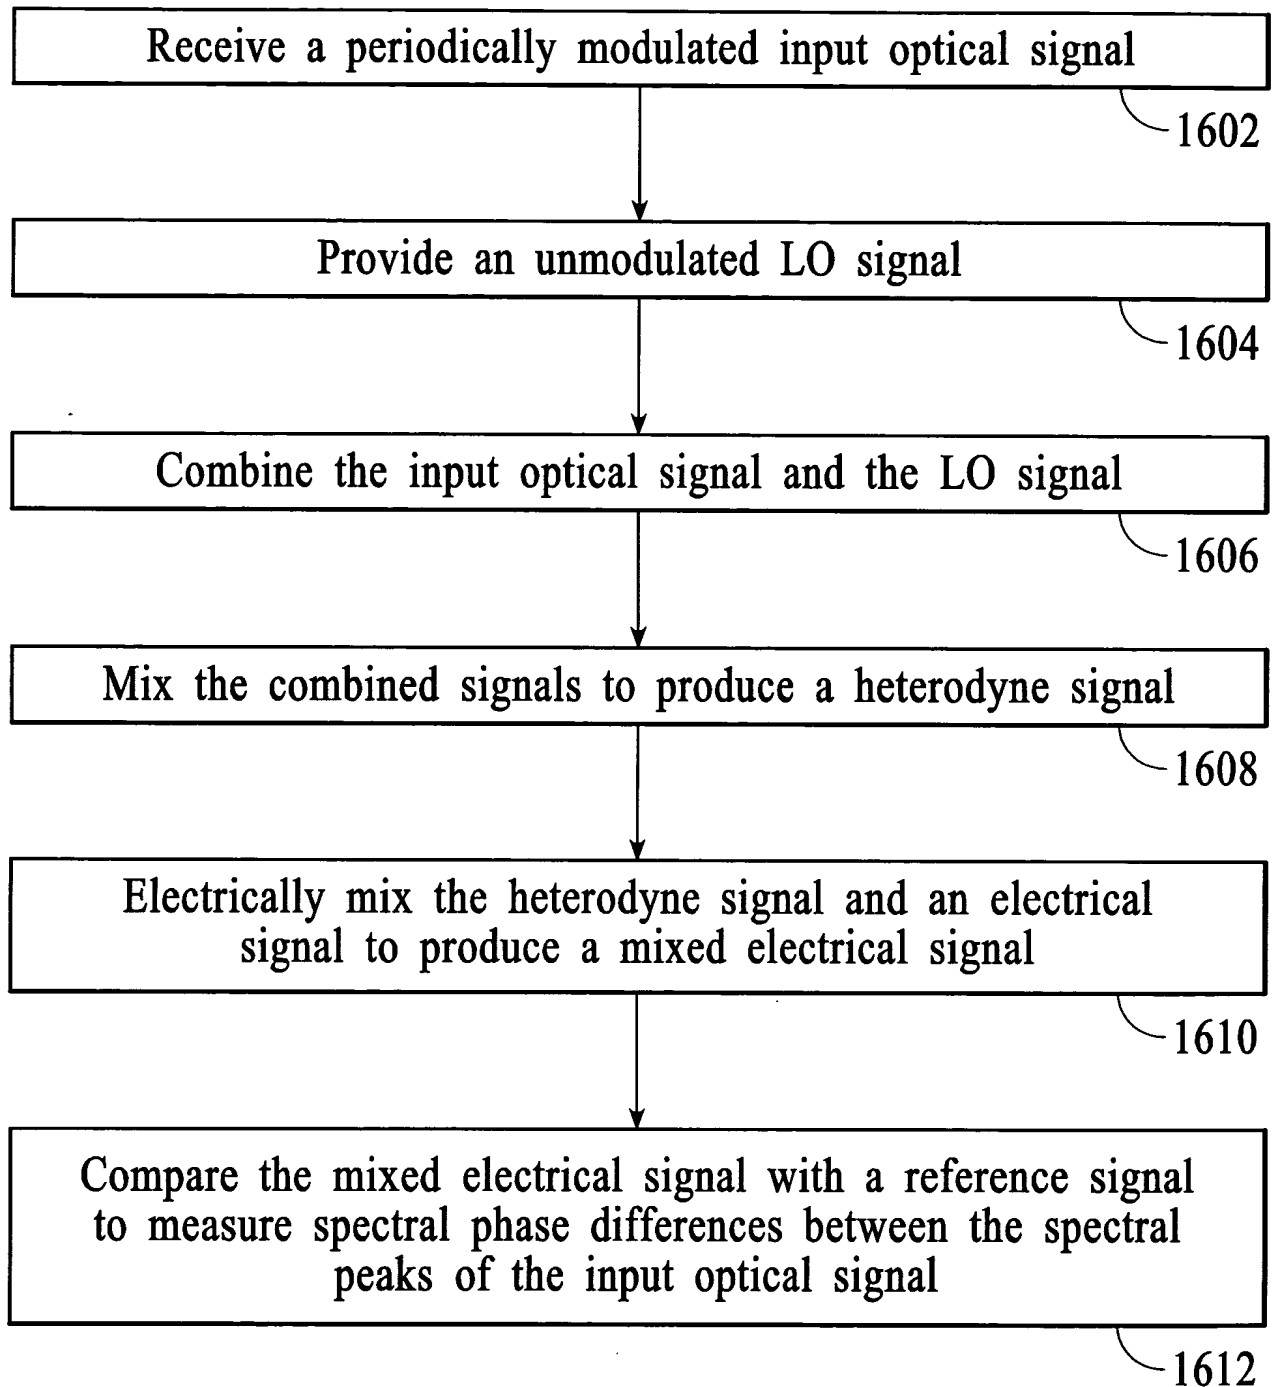 Receive a periodically modulated input optical signal
1602
Provide an unmodulated LO signal
1604
Combine the input optical signal and the LO signal
1606
Mix the combined signals to produce a heterodyne signal
1608
Electrically mix the heterodyne signal and an electrical
signal to produce a mixed electrical signal
1610
Compare the mixed electrical signal with a reference signal
to measure spectral phase differences between the spectral
peaks of the input optical signal
1612